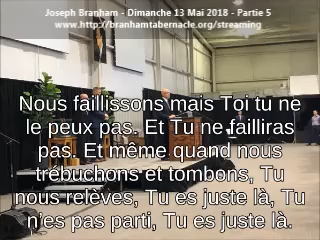 Joseph Branham - Dimanche 13 Mai 2018 - Partie 5
www.http://branhamtabernacle.org/streaming
Nous faillissons mais Toi tu ne
le peux pas. Et Tu ne failliras
pas. Et même quand nous
trébuchons et tombons, Tu
nous relèves, Tu es juste là, Tu
n'es pas parti, Tu es juste là.